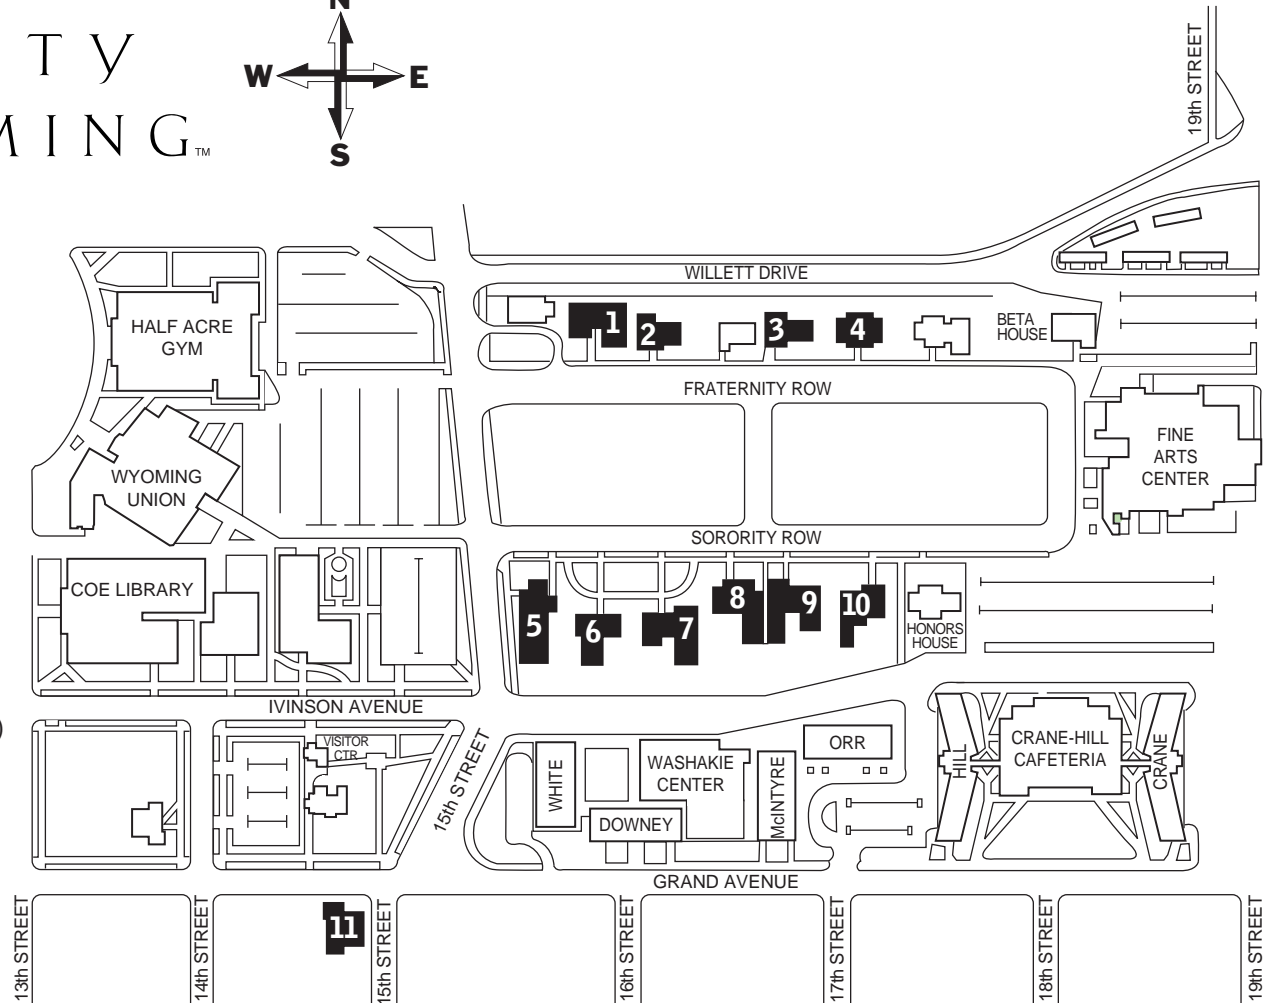 N
T Y
W E
MING™
S
19th STREET
WILLETT DRIVE
HALF ACRE
GYM
1
2
3
4
BETA
HOUSE
FRATERNITY ROW
FINE
ARTS
CENTER
WYOMING
UNION
SORORITY ROW
COE LIBRARY
5
6
7
8
9
10
HONORS
HOUSE
IVINSON AVENUE
)
VISITOR
CTR
15th STREET
WHITE
WASHAKIE
CENTER
DOWNEY
McINTYRE
ORR
HILL
CRANE-HILL
CAFETERIA
CRANE
GRAND AVENUE
11
13th STREET
14th STREET
15th STREET
16th STREET
17th STREET
18th STREET
19th STREET